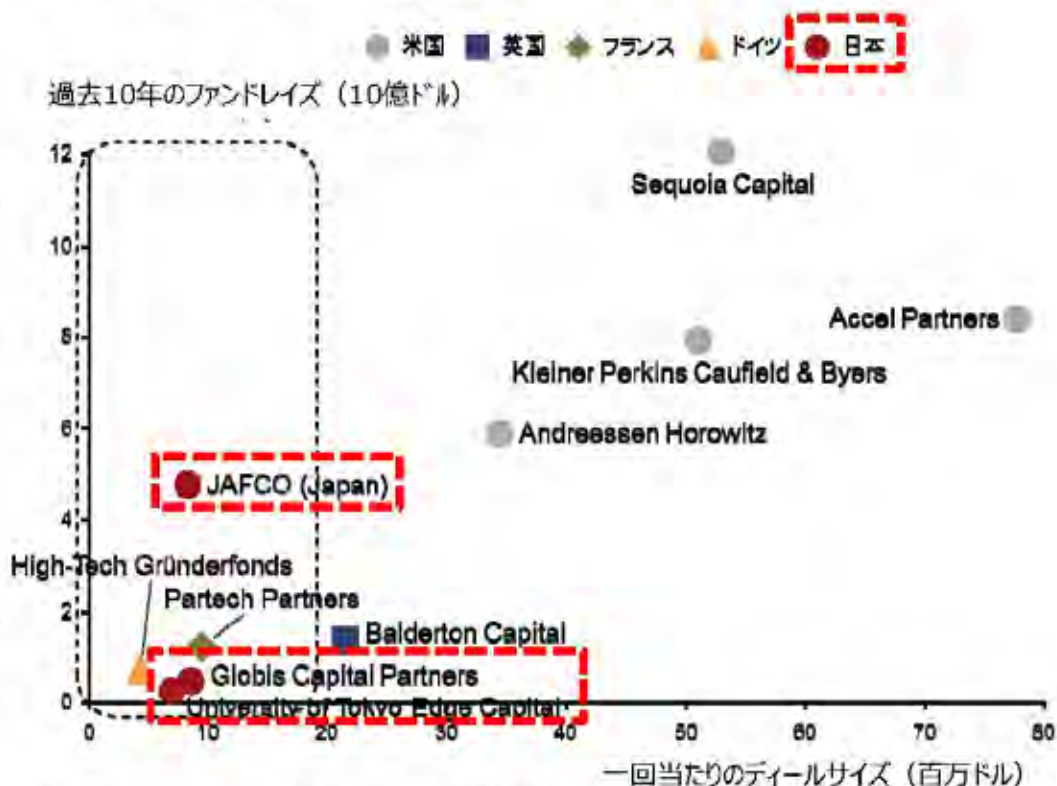 米国 英国 フランス ドイツ 日本
過去10年のファンドレイズ（10億ドル）
12
Sequoia Capital
10
Accel Partners
8
Kleiner Perkins Caufield & Byers
6
Andreessen Horowitz
JAFCO (Japan)
4
High-Tech Gründerfonds
Partech Partners
2
Balderton Capital
Globis Capital Partners
University of Tokyo Edge Capital
0
0 10 20 30 40 50 60 70 80
一回当たりのディールサイズ（百万ドル）